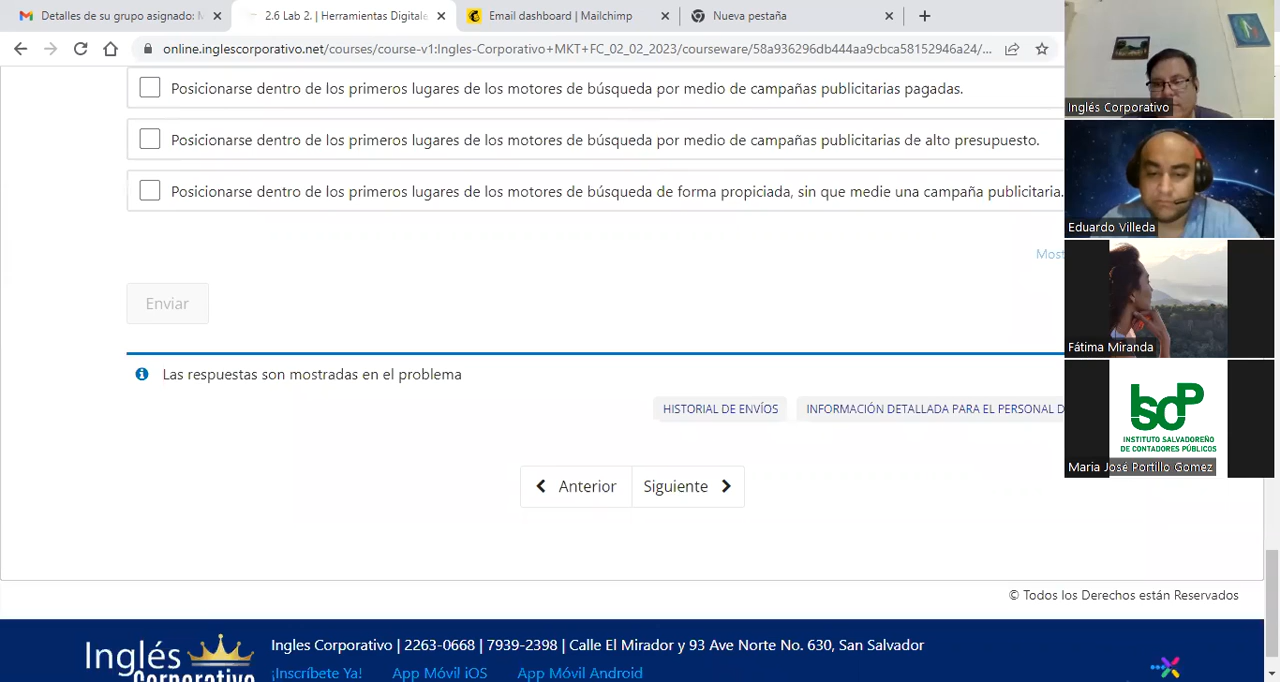 Detalles de su grupo asignado: M
2.6 Lab 2. | Herramientas Digitale
Email dashboard | Mailchimp
Nueva pestaña
online.inglescorporativo.net/courses/course-v1:Ingles-Corporativo+MKT+FC_02_02_2023/courseware/58a936296db444aa9cbca58152946a24/...
Posicionarse dentro de los primeros lugares de los motores de búsqueda por medio de campañas publicitarias pagadas.
Posicionarse dentro de los primeros lugares de los motores de búsqueda por medio de campañas publicitarias de alto presupuesto.
Posicionarse dentro de los primeros lugares de los motores de búsqueda de forma propiciada, sin que medie una campaña publicitaria.
Most
Enviar
Las respuestas son mostradas en el problema
HISTORIAL DE ENVÍOS
INFORMACIÓN DETALLADA PARA EL PERSONAL D
Anterior
Siguiente
© Todos los Derechos están Reservados
Inglés
Corporativo
Ingles Corporativo | 2263-0668 | 7939-2398 | Calle El Mirador y 93 Ave Norte No. 630, San Salvador
¡Inscríbete Ya! App Móvil iOS App Móvil Android
Inglés Corporativo
Eduardo Villeda
Fátima Miranda
ISCP
INSTITUTO SALVADOREÑO
DE CONTADORES PÚBLICOS
Maria José Portillo Gomez